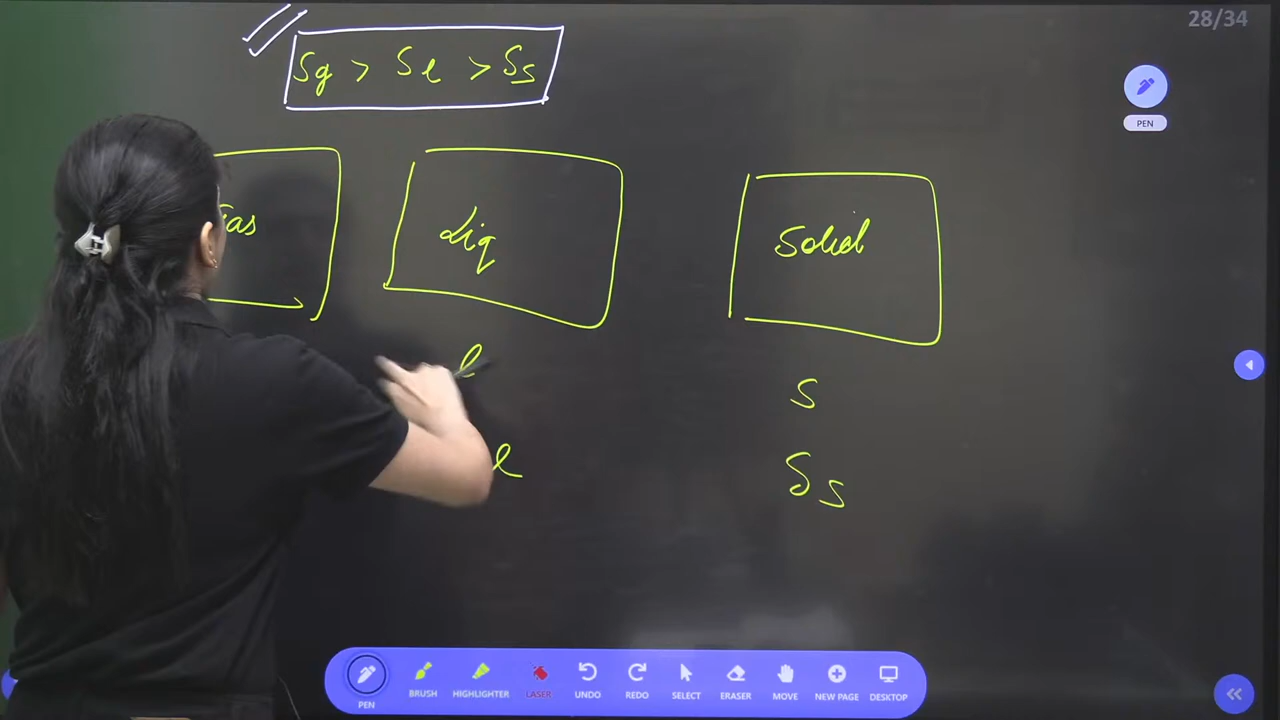 28/34
Sg > Sl > Ss
PEN
Liq
Solid
l
s
l
Ss
PEN
BRUSH
HIGHLIGHTER
LASER
UNDO
REDO
SELECT
ERASER
MOVE
NEW PAGE
DESKTOP